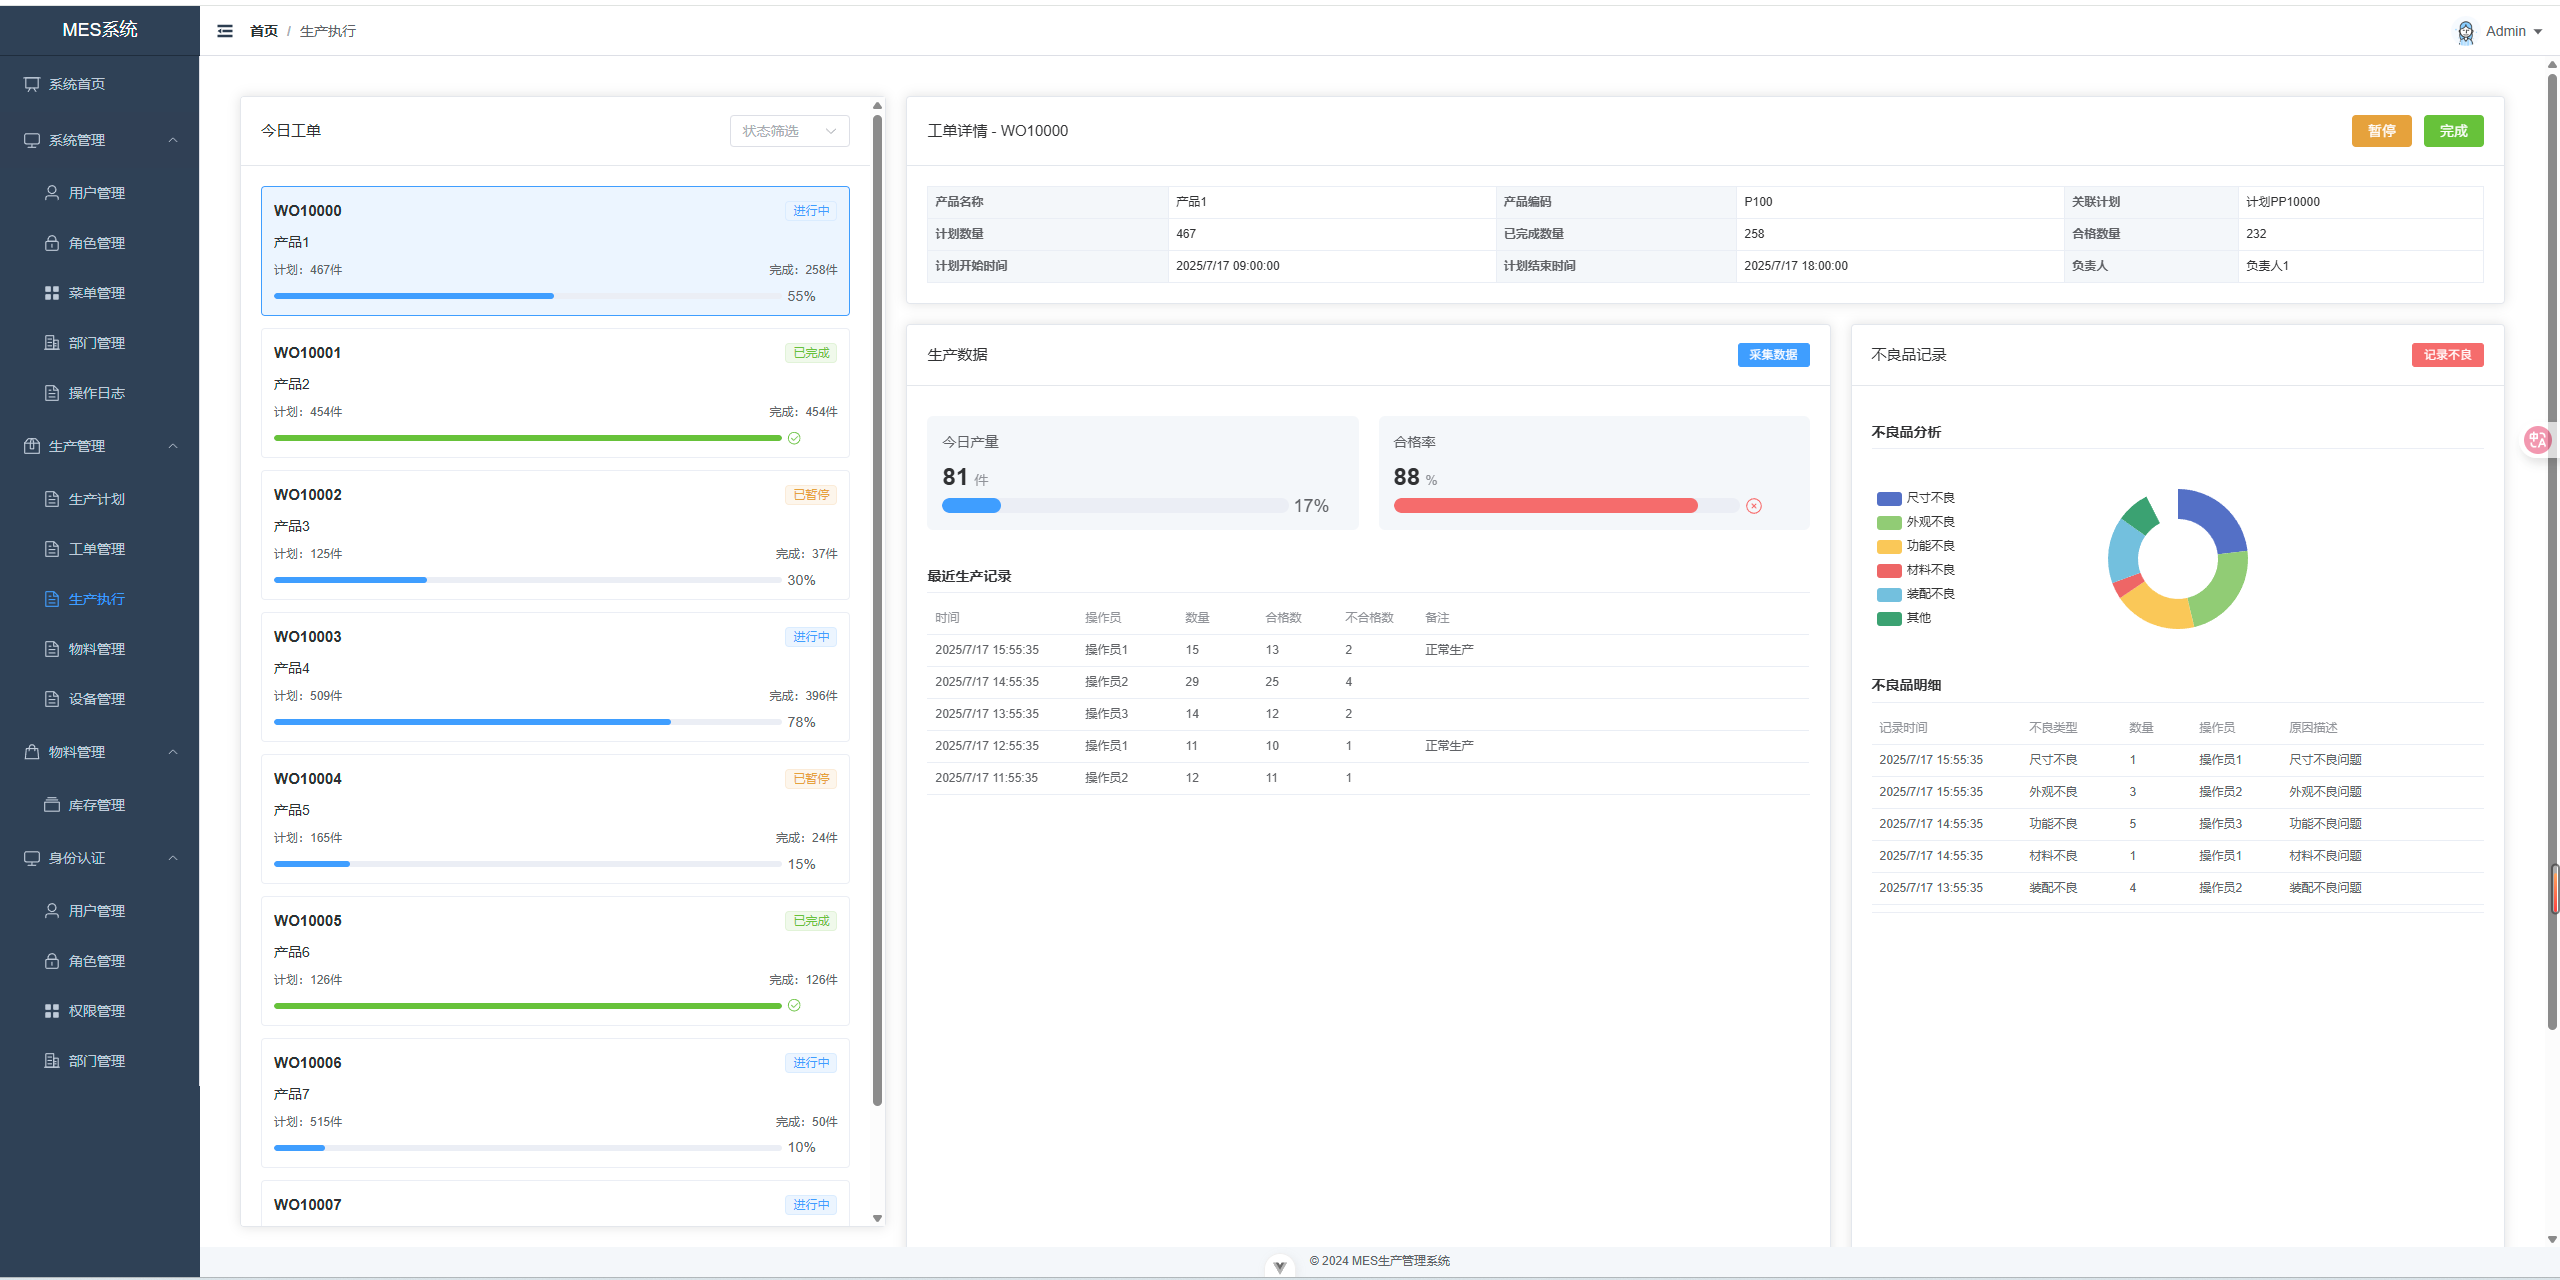 MES系统
首页 / 生产执行
Admin
系统首页
系统管理
用户管理
角色管理
菜单管理
部门管理
操作日志
生产管理
生产计划
工单管理
生产执行
物料管理
设备管理
物料管理
库存管理
身份认证
用户管理
角色管理
权限管理
部门管理
今日工单
状态筛选
WO10000 进行中
产品1
计划：467件 完成：258件
55%
WO10001 已完成
产品2
计划：454件 完成：454件
WO10002 已暂停
产品3
计划：125件 完成：37件
30%
WO10003 进行中
产品4
计划：509件 完成：396件
78%
WO10004 已暂停
产品5
计划：165件 完成：24件
15%
WO10005 已完成
产品6
计划：126件 完成：126件
WO10006 进行中
产品7
计划：515件 完成：50件
10%
WO10007 进行中
工单详情 - WO10000
暂停 完成
产品名称 产品1 产品编码 P100 关联计划 计划PP10000
计划数量 467 已完成数量 258 合格数量 232
计划开始时间 2025/7/17 09:00:00 计划结束时间 2025/7/17 18:00:00 负责人 负责人1
生产数据 采集数据
今日产量
81 件
17%
合格率
88 %
最近生产记录
时间 操作员 数量 合格数 不合格数 备注
2025/7/17 15:55:35 操作员1 15 13 2 正常生产
2025/7/17 14:55:35 操作员2 29 25 4
2025/7/17 13:55:35 操作员3 14 12 2
2025/7/17 12:55:35 操作员1 11 10 1 正常生产
2025/7/17 11:55:35 操作员2 12 11 1
不良品记录 记录不良
不良品分析
尺寸不良
外观不良
功能不良
材料不良
装配不良
其他
不良品明细
记录时间 不良类型 数量 操作员 原因描述
2025/7/17 15:55:35 尺寸不良 1 操作员1 尺寸不良问题
2025/7/17 15:55:35 外观不良 3 操作员2 外观不良问题
2025/7/17 14:55:35 功能不良 5 操作员3 功能不良问题
2025/7/17 14:55:35 材料不良 1 操作员1 材料不良问题
2025/7/17 13:55:35 装配不良 4 操作员2 装配不良问题
中A
© 2024 MES生产管理系统